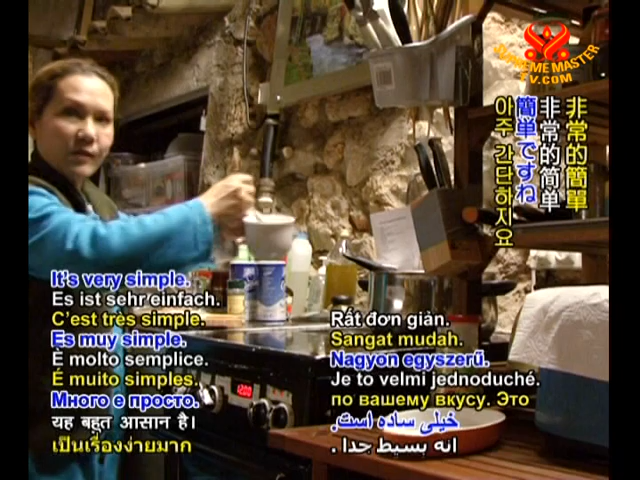 SUPREME MASTER
TV.COM
非常的簡單
非常的简单
簡単ですね
아주 간단하지요
It's very simple.
Es ist sehr einfach.
C'est très simple.
Es muy simple.
È molto semplice.
É muito simples.
Много е просто.
यह बहुत आसान है।
เป็นเรื่องง่ายมาก
Rất đơn giản.
Sangat mudah.
Nagyon egyszerű.
Je to velmi jednoduché.
по вашему вкусу. Это
خیلی ساده است.
انه بسيط جدا .